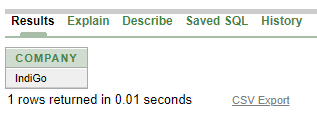 Results Explain Describe Saved SQL History
COMPANY
IndiGo
1 rows returned in 0.01 seconds CSV Export